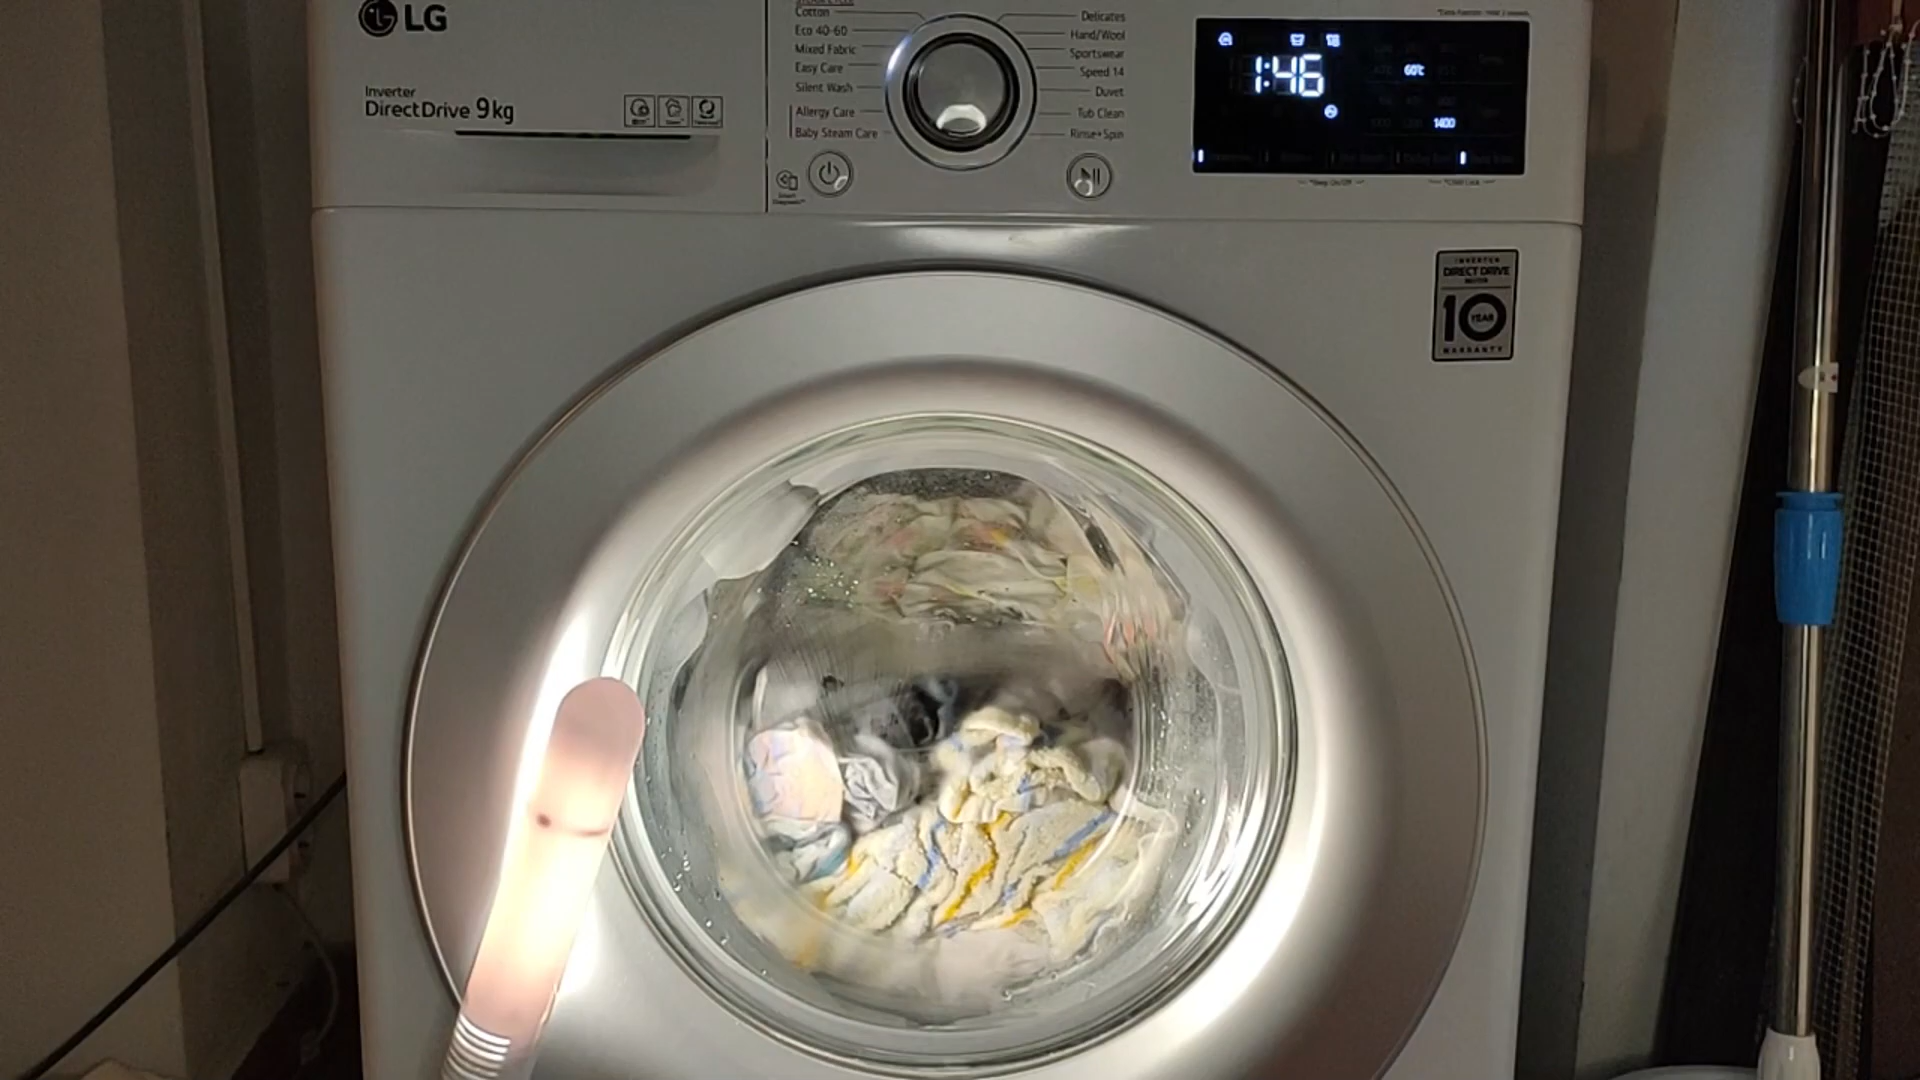 LG
Inverter
DirectDrive 9kg
Cotton
Eco 40-60
Mixed Fabric
Easy Care
Silent Wash
Allergy Care
Baby Steam Care
Delicates
Hand/Wool
Sportswear
Speed 14
Duvet
Tub Clean
Rinse+Spin
1:46
60℃
1400
INVERTER
DIRECT DRIVE
10 YEAR
WARRANTY